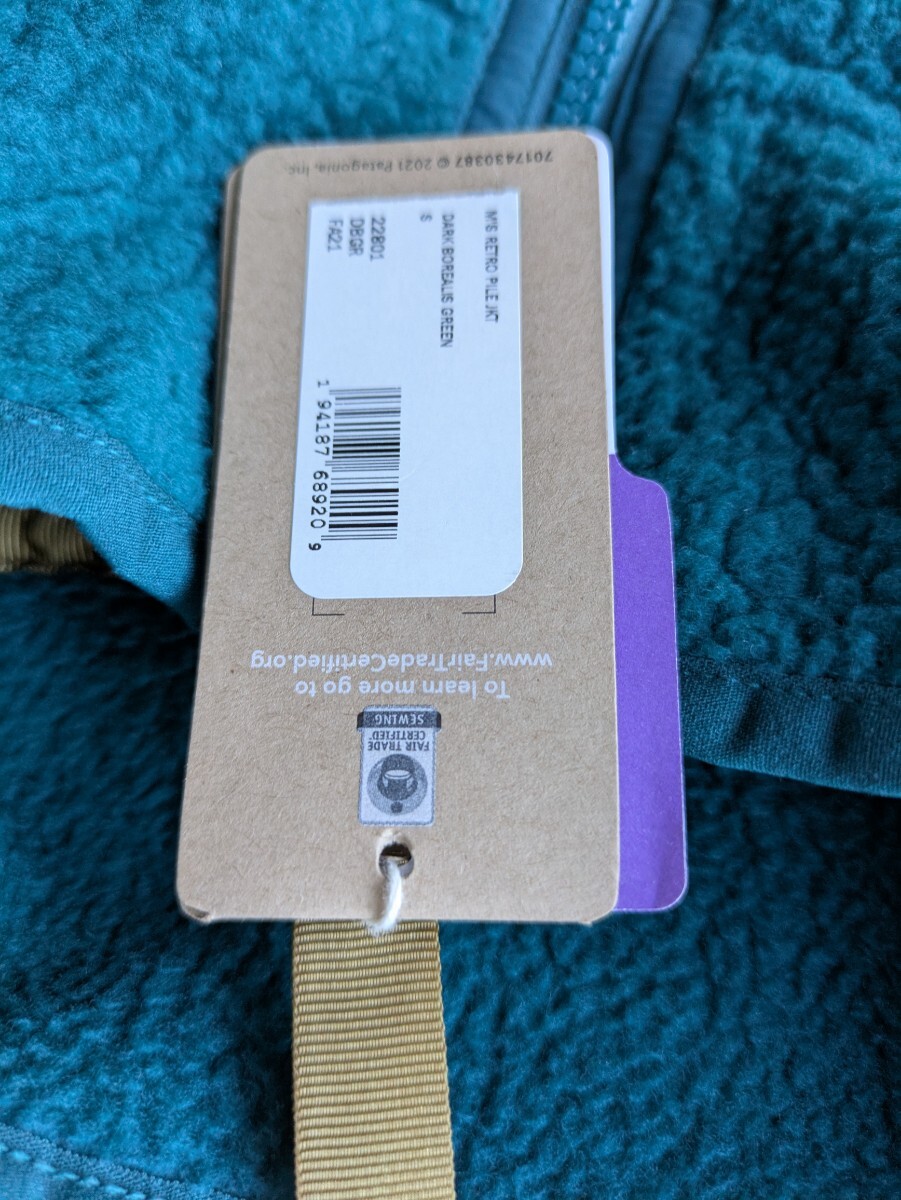 7017430387 © 2021 Patagonia, Inc.
M'S RETRO PILE JKT
DARK BOREALIS GREEN
S
22801
DBGR
FA21
1 94187 68920 9
To learn more go to
www.FairTradeCertified.org
FAIR TRADE
CERTIFIED™
SEWING